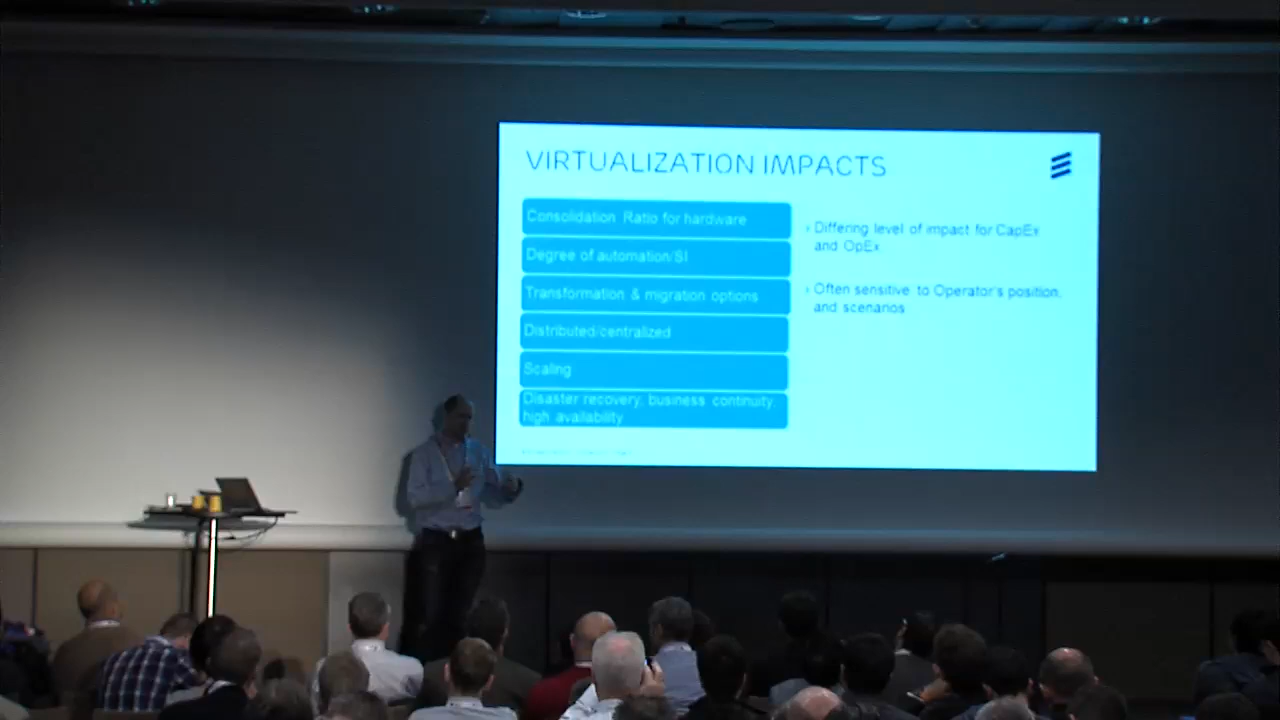 VIRTUALIZATION IMPACTS
Consolidation Ratio for hardware
Degree of automation/SI
Transformation & migration options
Distributed/centralized
Scaling
Disaster recovery, business continuity,
high availability
› Differing level of impact for CapEx
and OpEx.
› Often sensitive to Operator's position,
and scenarios